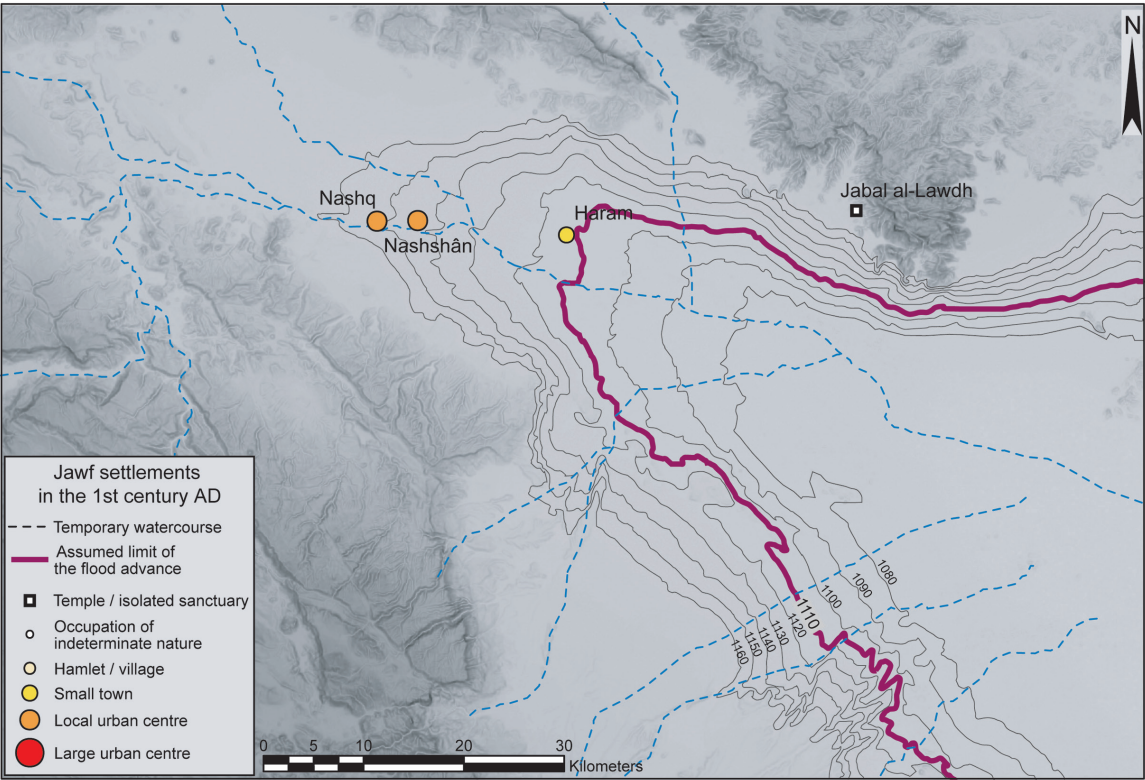 N
Jabal al-Lawdh
Nashq
Haram
Nashshân
1080
1090
1100
1110
1120
1130
1140
1150
1160
Jawf settlements
in the 1st century AD
Temporary watercourse
Assumed limit of
the flood advance
Temple / isolated sanctuary
Occupation of
indeterminate nature
Hamlet / village
Small town
Local urban centre
Large urban centre
0 5 10 20 30
Kilometers